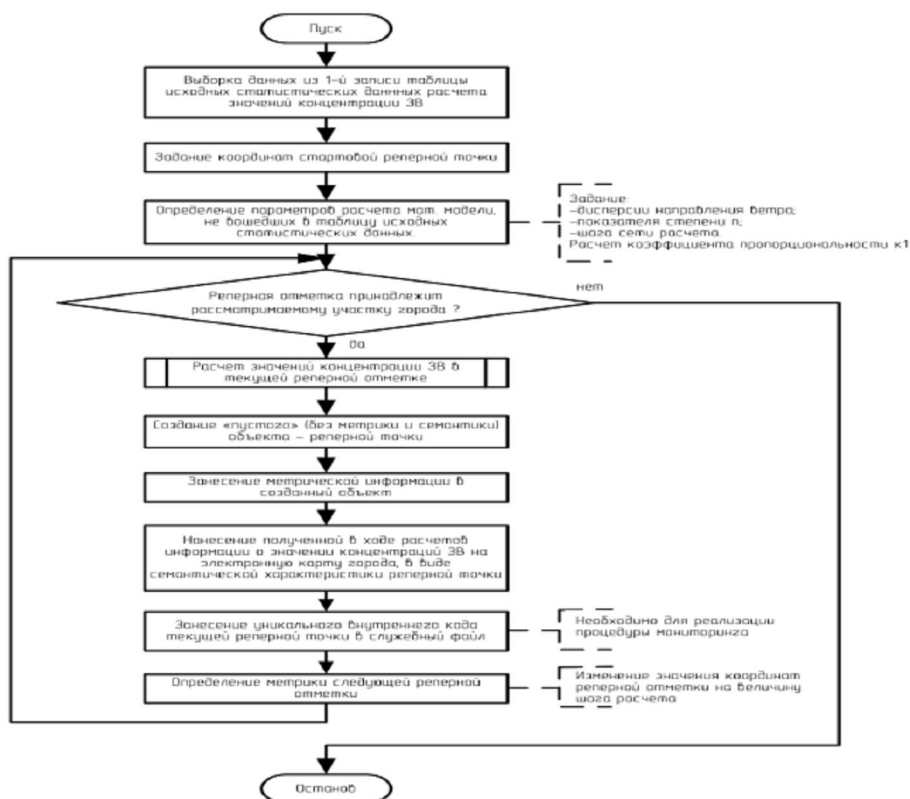 Пуск
Выборка данных из 1-й записи таблицы
исходных статистических данных расчета
значений концентрации ЗВ
Задание координат стартовой реперной точки
Определение параметров расчета мат. модели,
не вошедших в таблицу исходных
статистических данных.
Задание:
-дисперсии направления ветра;
-показателя степени n;
-шага сети расчета.
Расчет коэффициента пропорциональности k1
Реперная отметка принадлежит
рассматриваемому участку города ?
нет
да
Расчет значений концентрации ЗВ в
текущей реперной отметке
Создание «пустого» (без метрики и семантики)
объекта – реперной точки
Занесение метрической информации в
созданный объект
Нанесение полученной в ходе расчетов
информации о значении концентраций ЗВ на
электронную карту города, в виде
семантической характеристики реперной точки
Занесение уникального внутреннего кода
текущей реперной точки в служебный файл
Необходимо для реализации
процедуры мониторинга
Определение метрики следующей реперной
отметки
Изменение значения координат
реперной отметки на величину
шага расчета
Останов